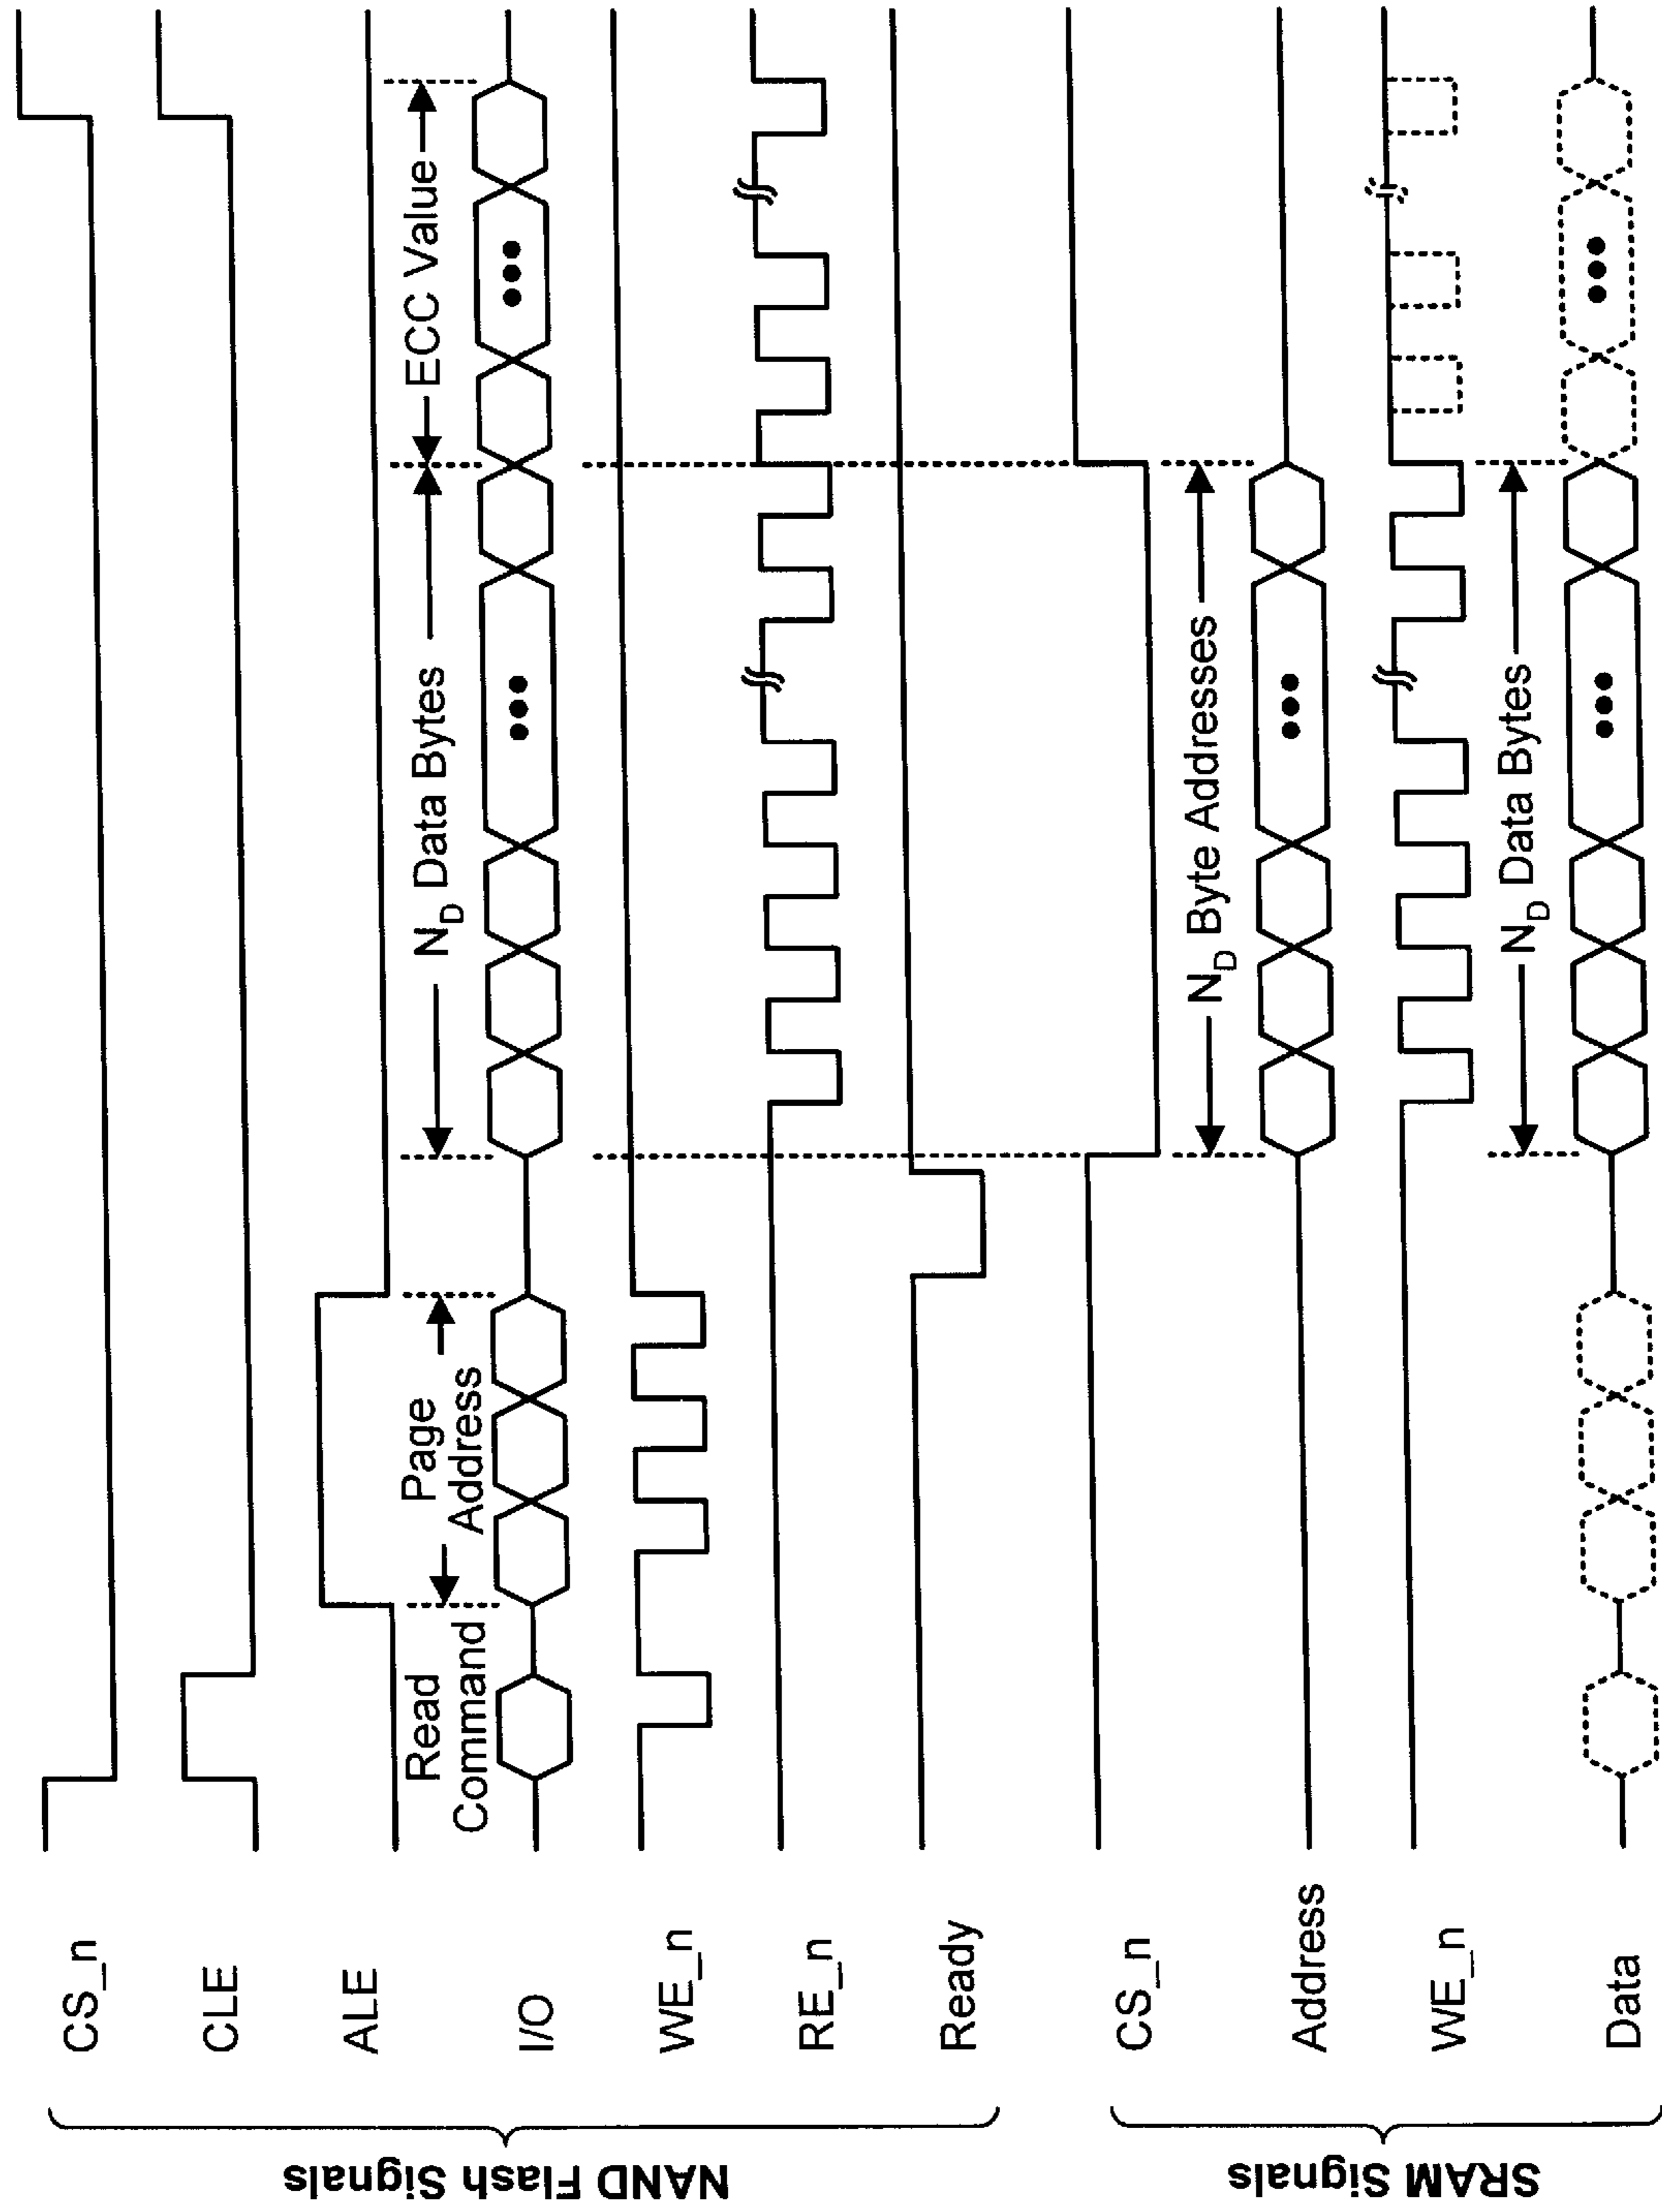 NAND Flash Signals
CS_n
CLE
ALE
Read
Command
Page
Address
N_D Data Bytes
ECC Value
I/O
WE_n
RE_n
Ready
SRAM Signals
CS_n
N_D Byte Addresses
Address
WE_n
N_D Data Bytes
Data